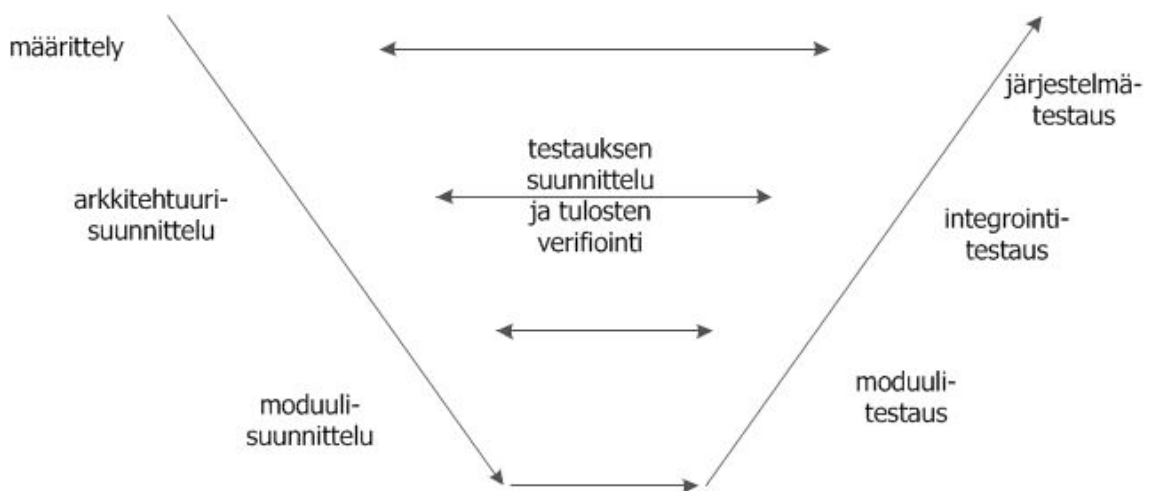 määrittely
järjestelmä-
testaus
testauksen
suunnittelu
ja tulosten
verifiointi
arkkitehtuuri-
suunnittelu
integrointi-
testaus
moduuli-
suunnittelu
moduuli-
testaus